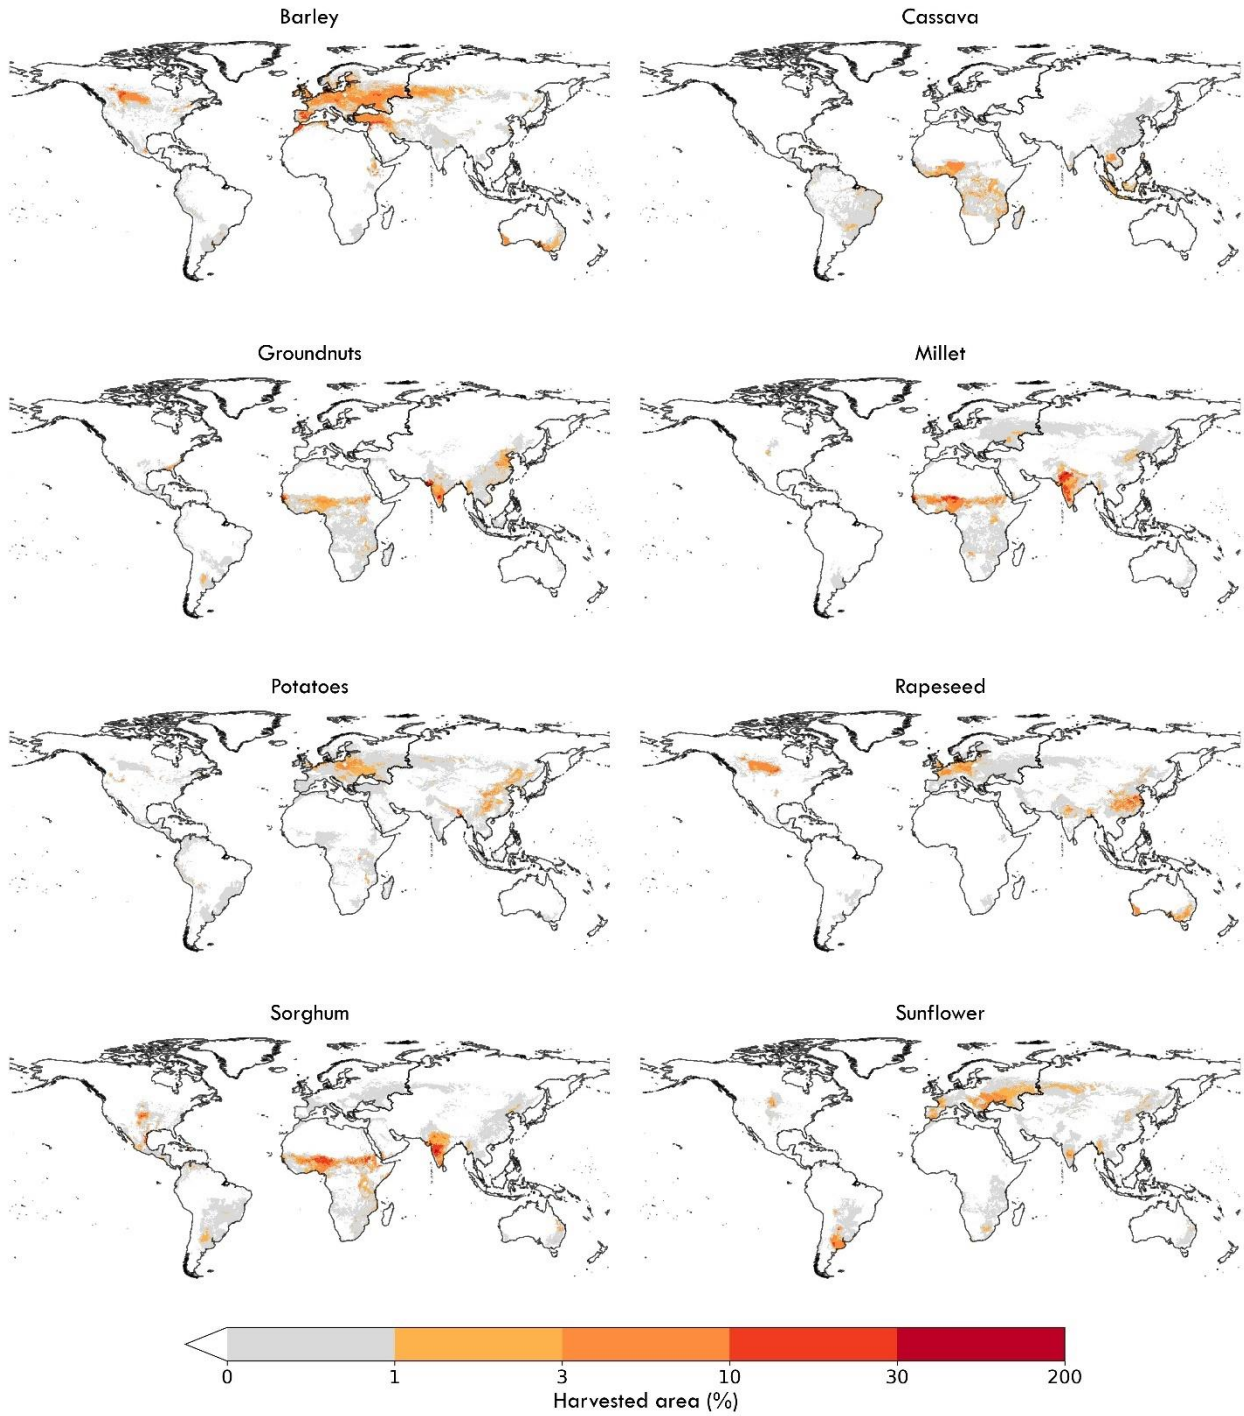 Barley
Cassava
Groundnuts
Millet
Potatoes
Rapeseed
Sorghum
Sunflower
0 1 3 10 30 200
Harvested area (%)